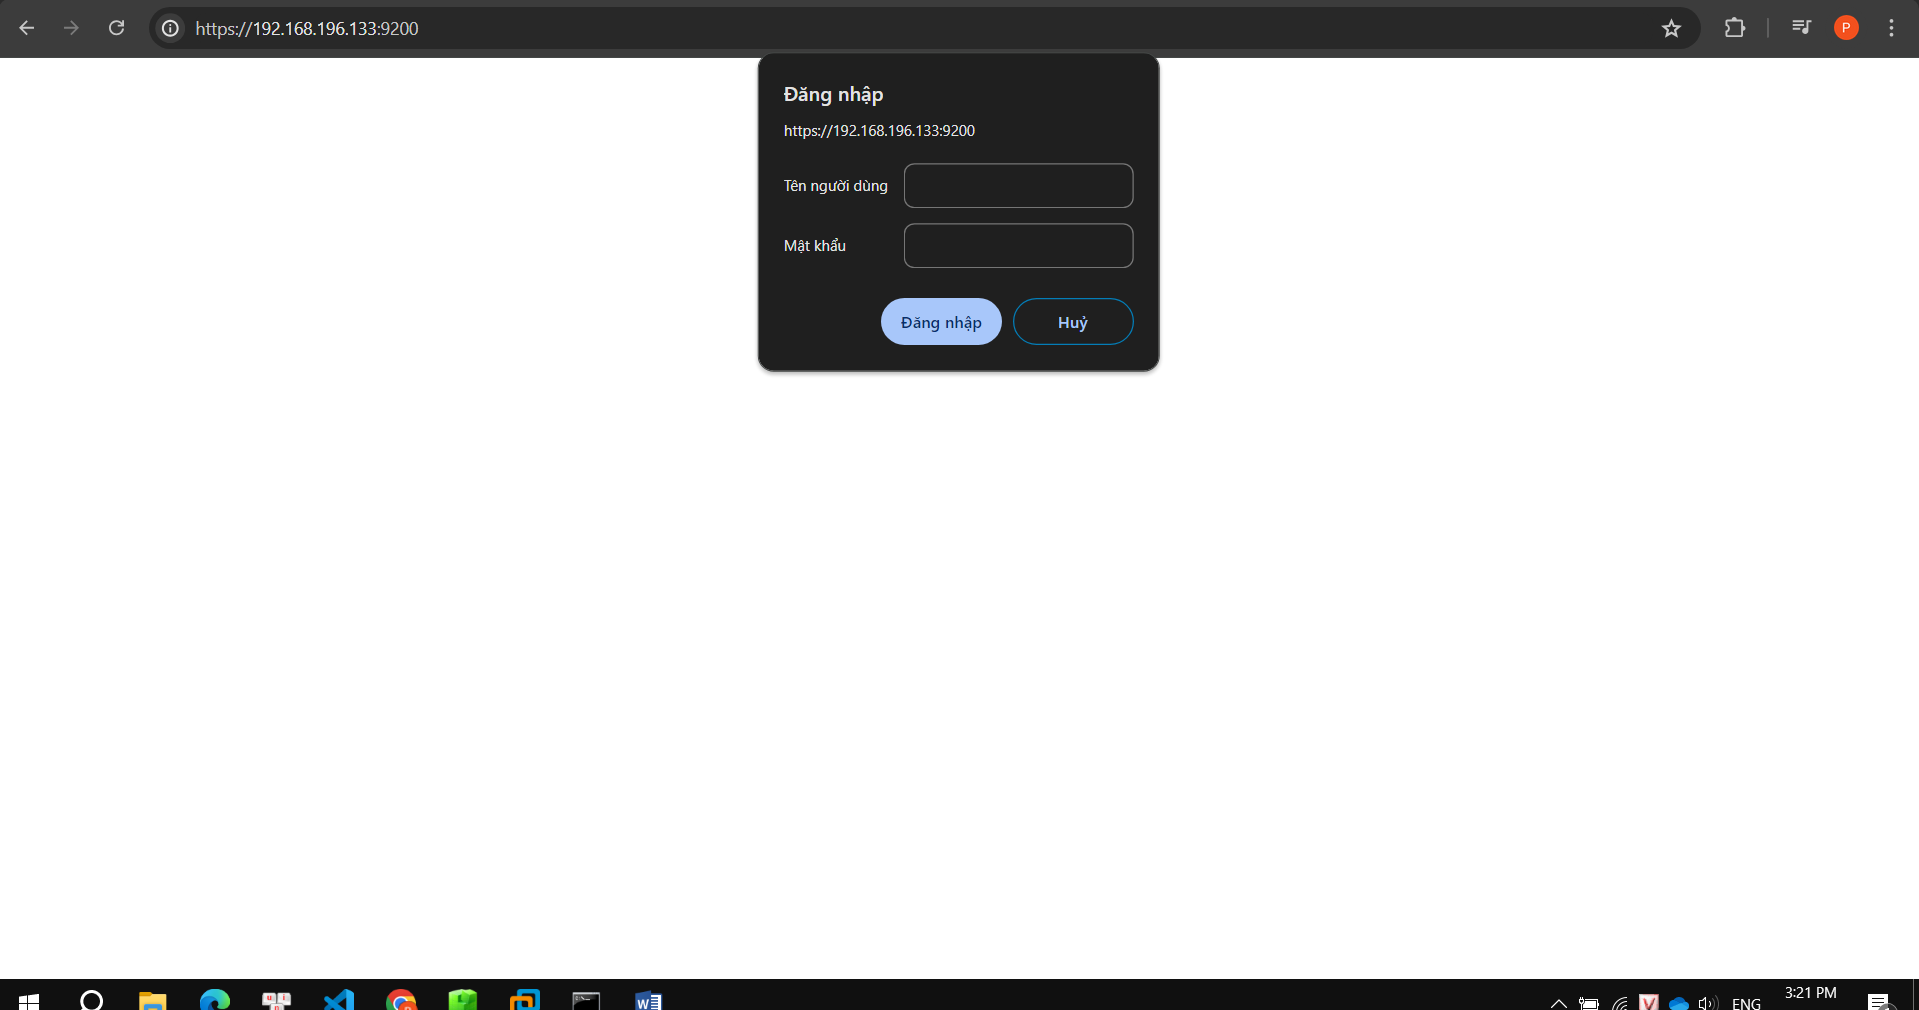 https://192.168.196.133:9200
P
Đăng nhập
https://192.168.196.133:9200
Tên người dùng
Mật khẩu
Đăng nhập
Huỷ
ENG
3:21 PM